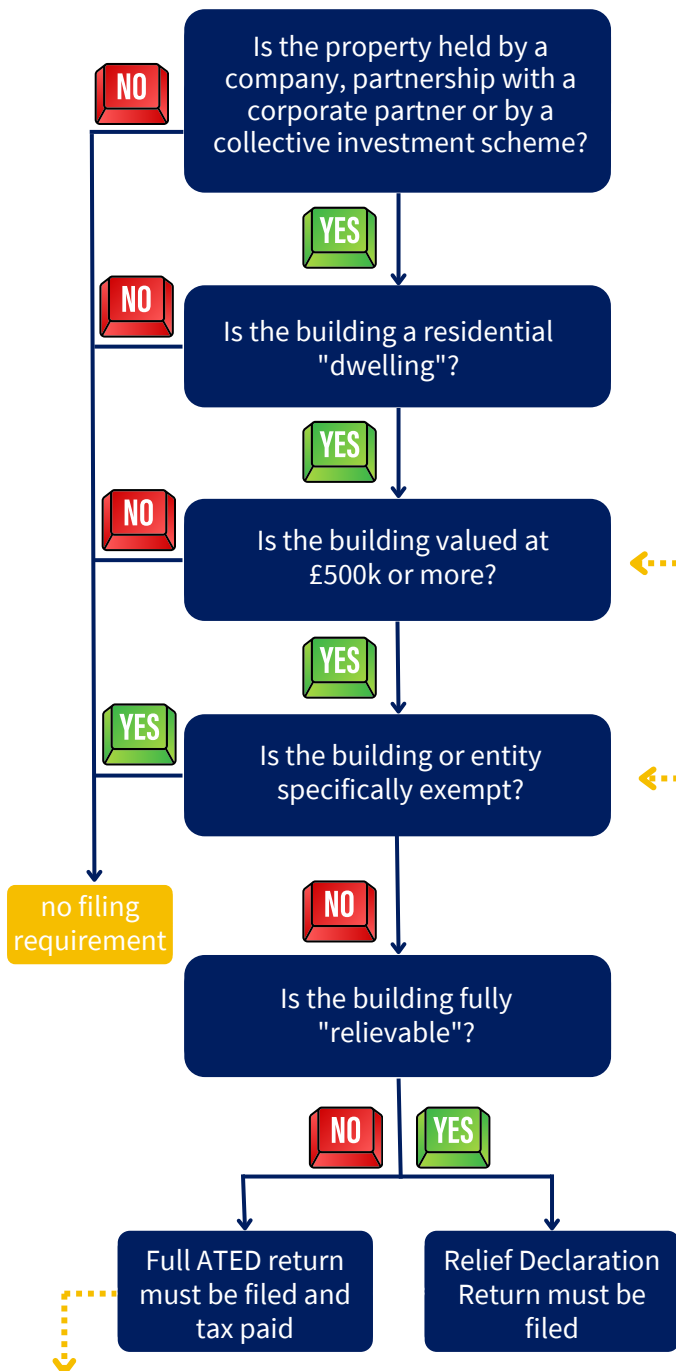 Is the property held by a
company, partnership with a
corporate partner or by a
collective investment scheme?
NO
YES
NO
Is the building a residential
"dwelling"?
YES
NO
Is the building valued at
£500k or more?
YES
YES
Is the building or entity
specifically exempt?
no filing
requirement
NO
Is the building fully
"relievable"?
NO
YES
Full ATED return
must be filed and
tax paid
Relief Declaration
Return must be
filed